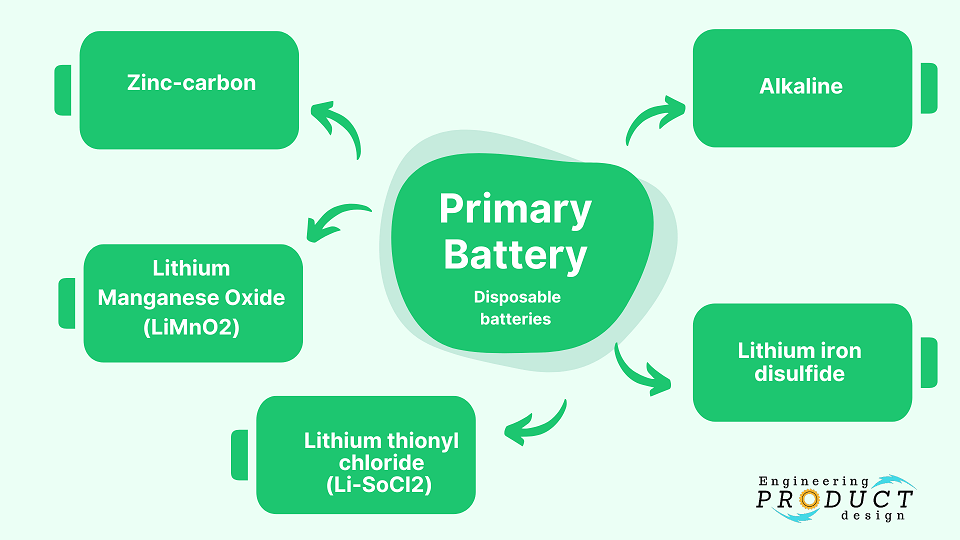 Zinc-carbon
Alkaline
Primary
Battery
Disposable
batteries
Lithium
Manganese Oxide
(LiMnO2)
Lithium iron
disulfide
Lithium thionyl
chloride
(Li-SoCl2)
Engineering
PRODUCT
design